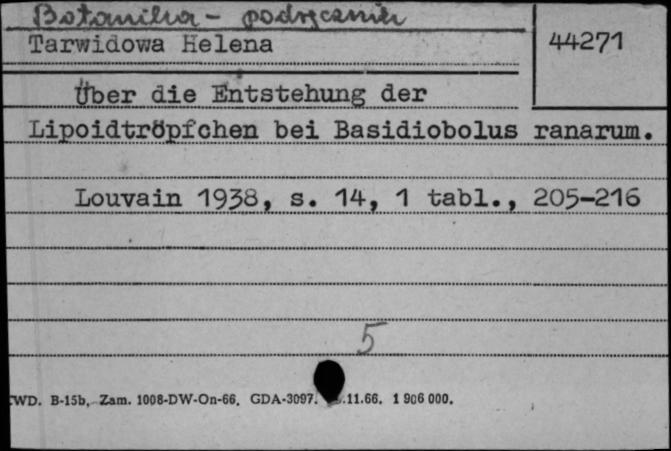 Botanika - podręcznik
Tarwidowa Helena
44271
Über die Entstehung der
Lipoidtröpfchen bei Basidiobolus ranarum.
Louvain 1938, s. 14, 1 tabl., 205-216
5
WD. B-15b, Zam. 1008-DW-On-66. GDA-3097. .11.66. 1 906 000.